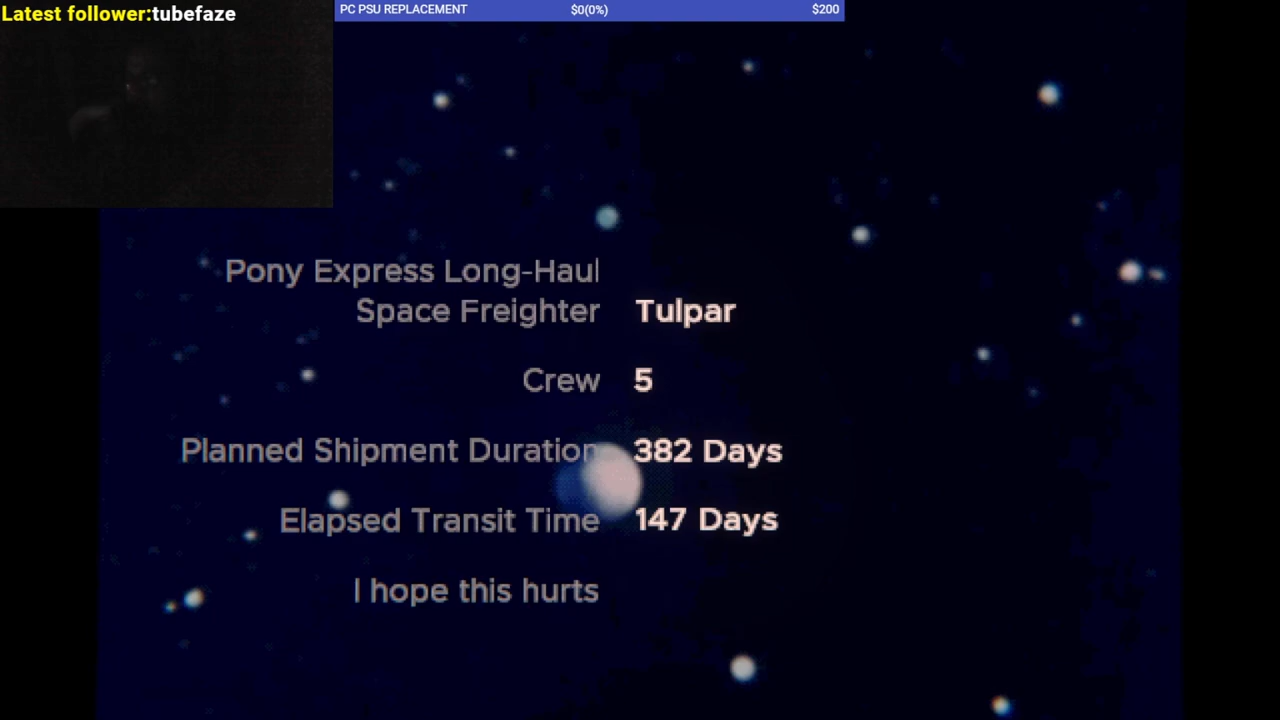 Latest follower:tubefaze
PC PSU REPLACEMENT $0(0%) $200
Pony Express Long-Haul
Space Freighter Tulpar
Crew 5
Planned Shipment Duration 382 Days
Elapsed Transit Time 147 Days
I hope this hurts